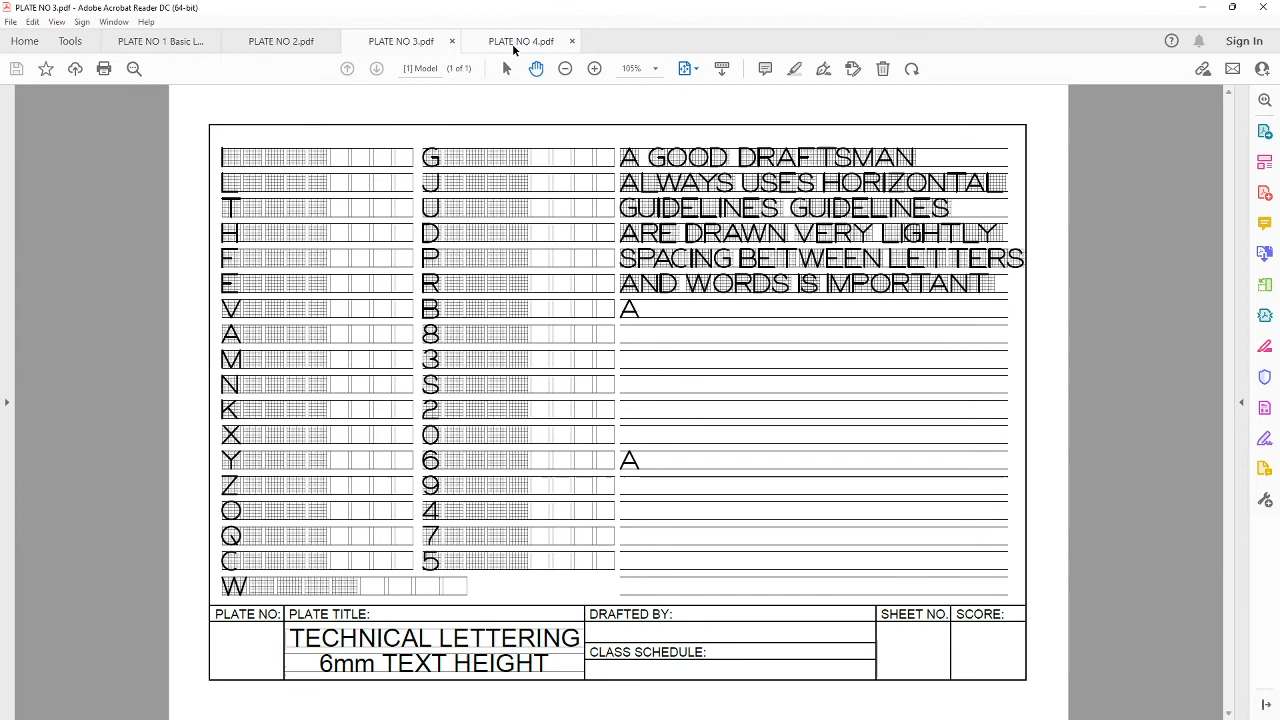 PLATE NO 3.pdf - Adobe Acrobat Reader DC (64-bit)
File Edit View Sign Window Help
Home Tools PLATE NO 1 Basic L... PLATE NO 2.pdf PLATE NO 3.pdf × PLATE NO 4.pdf × Sign In
[1] Model (1 of 1) 105%
I G A GOOD DRAFTSMAN
L J ALWAYS USES HORIZONTAL
T U GUIDELINES GUIDELINES
H D ARE DRAWN VERY LIGHTLY
F P SPACING BETWEEN LETTERS
E R AND WORDS IS IMPORTANT
V B A
A 8
M 3
N S
K 2
X 0
Y 6 A
Z 9
O 4
Q 7
C 5
W
PLATE NO: PLATE TITLE: DRAFTED BY: SHEET NO. SCORE:
TECHNICAL LETTERING
6mm TEXT HEIGHT
CLASS SCHEDULE: